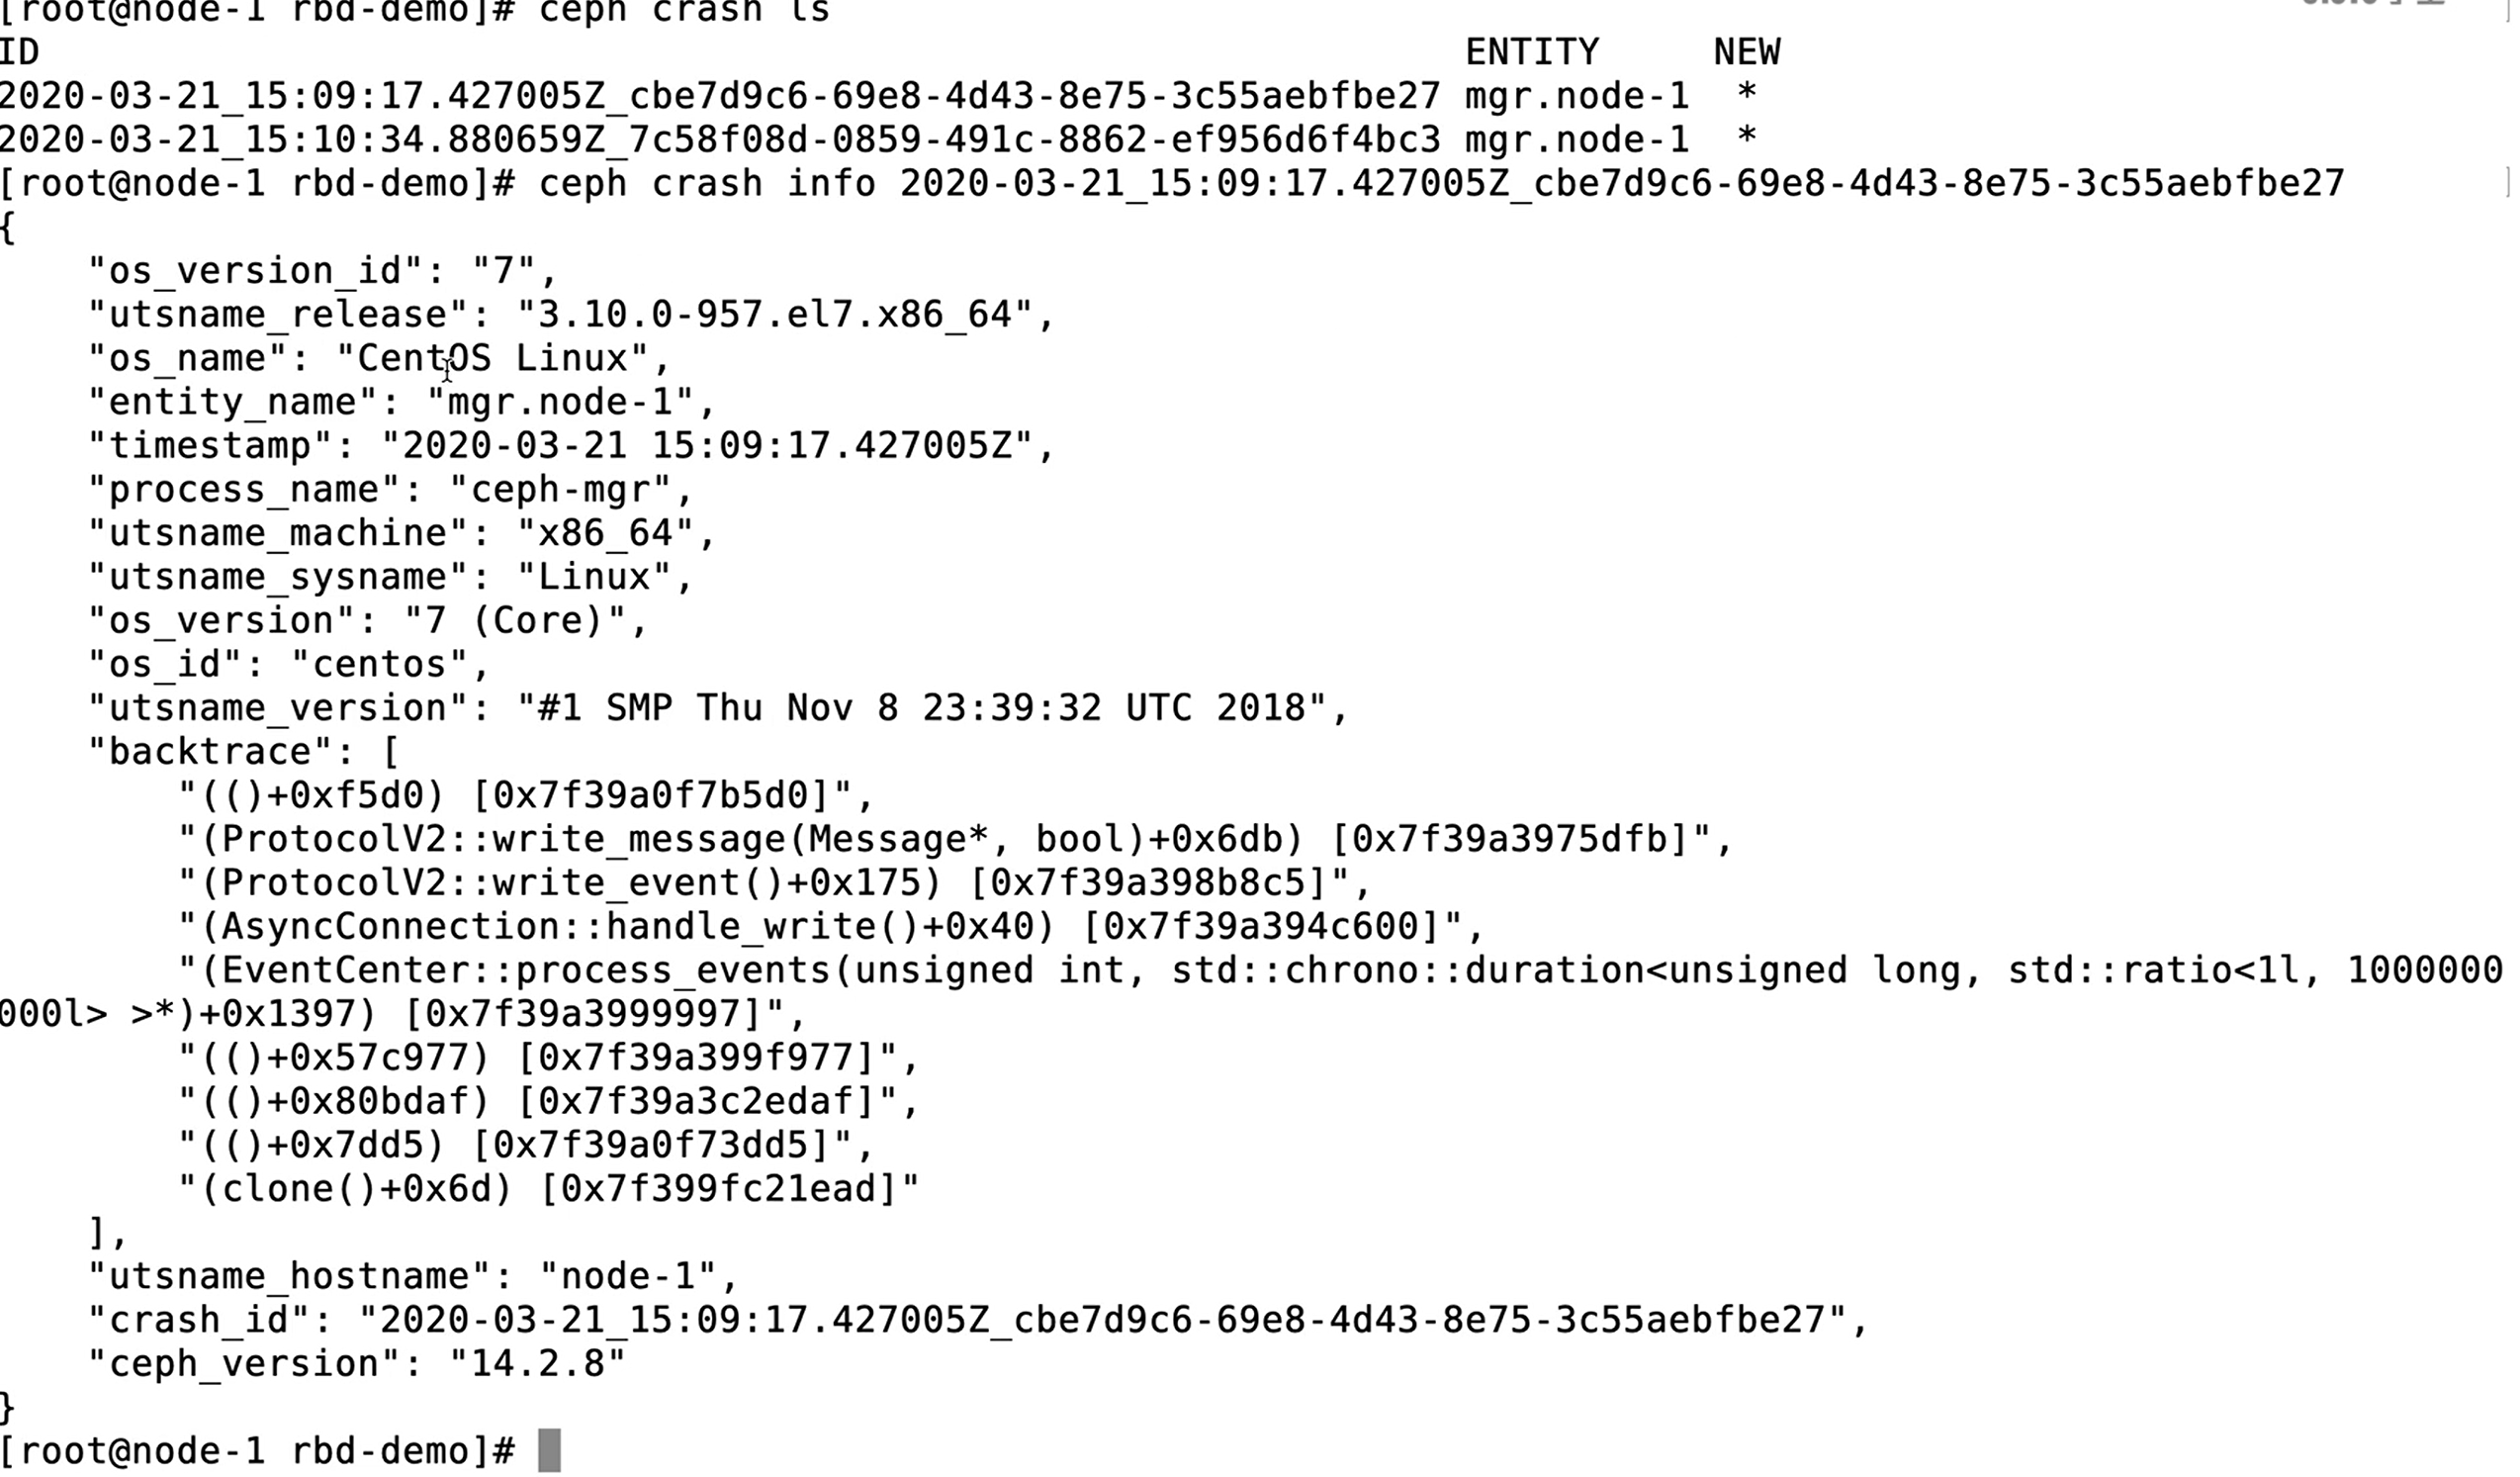 [root@node-1 rbd-demo]# ceph crash ls
ID ENTITY NEW
2020-03-21_15:09:17.427005Z_cbe7d9c6-69e8-4d43-8e75-3c55aebfbe27 mgr.node-1 *
2020-03-21_15:10:34.880659Z_7c58f08d-0859-491c-8862-ef956d6f4bc3 mgr.node-1 *
[root@node-1 rbd-demo]# ceph crash info 2020-03-21_15:09:17.427005Z_cbe7d9c6-69e8-4d43-8e75-3c55aebfbe27
{
"os_version_id": "7",
"utsname_release": "3.10.0-957.el7.x86_64",
"os_name": "CentOS Linux",
"entity_name": "mgr.node-1",
"timestamp": "2020-03-21 15:09:17.427005Z",
"process_name": "ceph-mgr",
"utsname_machine": "x86_64",
"utsname_sysname": "Linux",
"os_version": "7 (Core)",
"os_id": "centos",
"utsname_version": "#1 SMP Thu Nov 8 23:39:32 UTC 2018",
"backtrace": [
"(()+0xf5d0) [0x7f39a0f7b5d0]",
"(ProtocolV2::write_message(Message*, bool)+0x6db) [0x7f39a3975dfb]",
"(ProtocolV2::write_event()+0x175) [0x7f39a398b8c5]",
"(AsyncConnection::handle_write()+0x40) [0x7f39a394c600]",
"(EventCenter::process_events(unsigned int, std::chrono::duration<unsigned long, std::ratio<1l, 1000000
000l> >*)+0x1397) [0x7f39a3999997]",
"(()+0x57c977) [0x7f39a399f977]",
"(()+0x80bdaf) [0x7f39a3c2edaf]",
"(()+0x7dd5) [0x7f39a0f73dd5]",
"(clone()+0x6d) [0x7f399fc21ead]"
],
"utsname_hostname": "node-1",
"crash_id": "2020-03-21_15:09:17.427005Z_cbe7d9c6-69e8-4d43-8e75-3c55aebfbe27",
"ceph_version": "14.2.8"
}
[root@node-1 rbd-demo]#